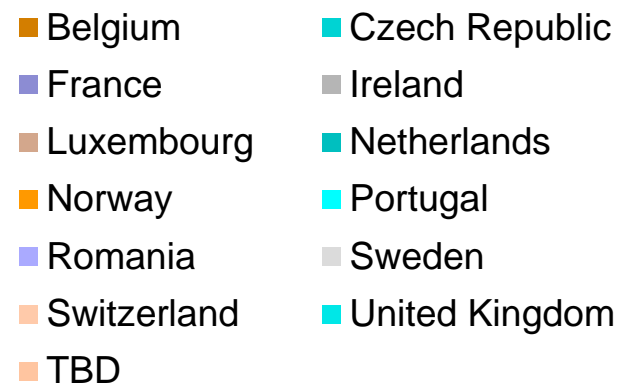 Belgium Czech Republic
France Ireland
Luxembourg Netherlands
Norway Portugal
Romania Sweden
Switzerland United Kingdom
TBD